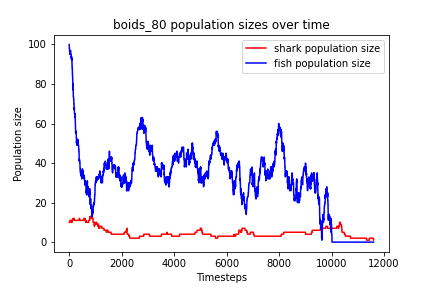 boids_80 population sizes over time
shark population size
fish population size
Population size
100
80
60
40
20
0
0
2000
4000
6000
8000
10000
12000
Timesteps